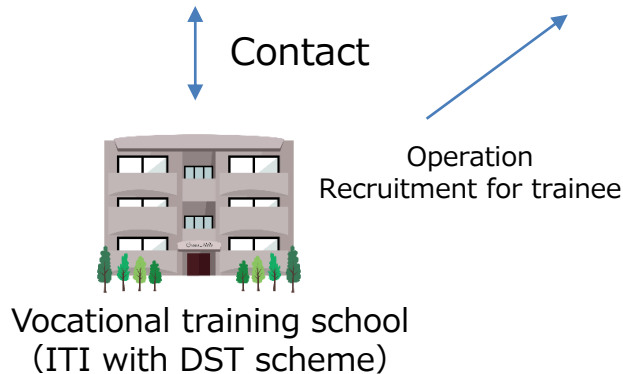 Contact
Operation
Recruitment for trainee
Vocational training school
（ITI with DST scheme）